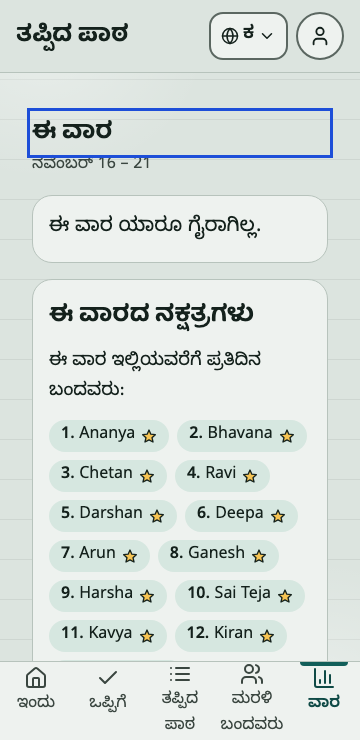 ತಪ್ಪಿದ ಪಾಠ
ಕ
ಈ ವಾರ
ನವೆಂಬರ್ 16 – 21
ಈ ವಾರ ಯಾರೂ ಗೈರಾಗಿಲ್ಲ.
ಈ ವಾರದ ನಕ್ಷತ್ರಗಳು
ಈ ವಾರ ಇಲ್ಲಿಯವರೆಗೆ ಪ್ರತಿದಿನ
ಬಂದವರು:
1. Ananya 2. Bhavana
3. Chetan 4. Ravi
5. Darshan 6. Deepa
7. Arun 8. Ganesh
9. Harsha 10. Sai Teja
11. Kavya 12. Kiran
ಇಂದು ಒಪ್ಪಿಗೆ ತಪ್ಪಿದ ಪಾಠ ಮರಳಿ ಬಂದವರು ವಾರ